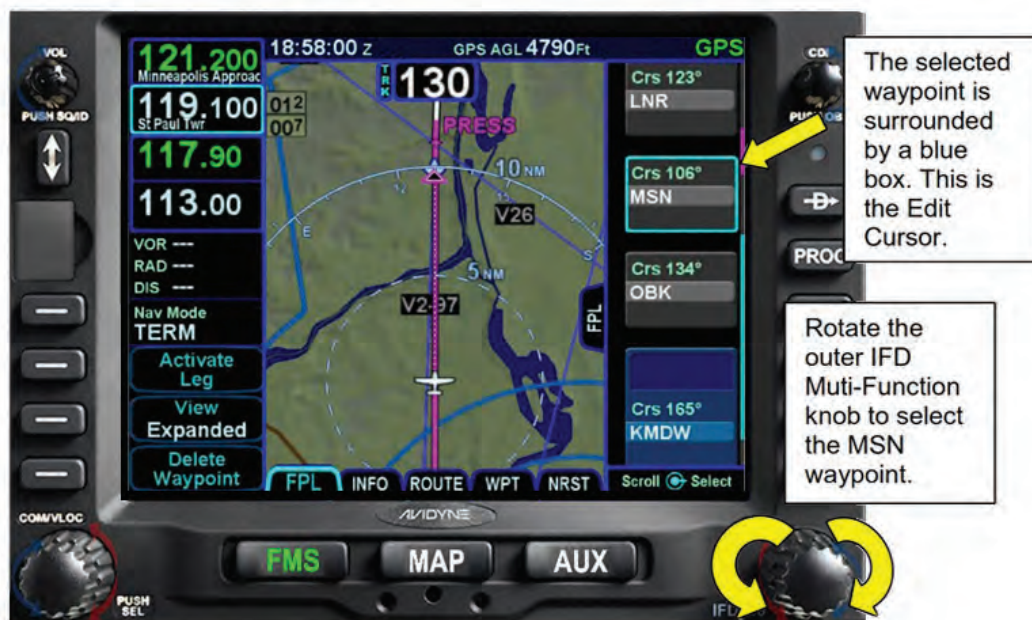 VOL
PUSH SQ/ID
121.200
Minneapolis Approac
119.100
St Paul Twr
117.90
113.00
VOR ---
RAD ---
DIS ---
Nav Mode
TERM
Activate
Leg
View
Expanded
Delete
Waypoint
18:58:00 Z
GPS AGL 4790Ft
GPS
TRK
130
012
007
PRESS
10 NM
12
15
E
S
V26
5 NM
V2-97
FPL
Crs 123°
LNR
Crs 106°
MSN
Crs 134°
OBK
Crs 165°
KMDW
FPL
INFO
ROUTE
WPT
NRST
Scroll
Select
PROC
D
The selected
waypoint is
surrounded
by a blue
box. This is
the Edit
Cursor.
Rotate the
outer IFD
Muti-Function
knob to select
the MSN
waypoint.
COM/VLOC
PUSH
SEL
AVIDYNE
FMS
MAP
AUX